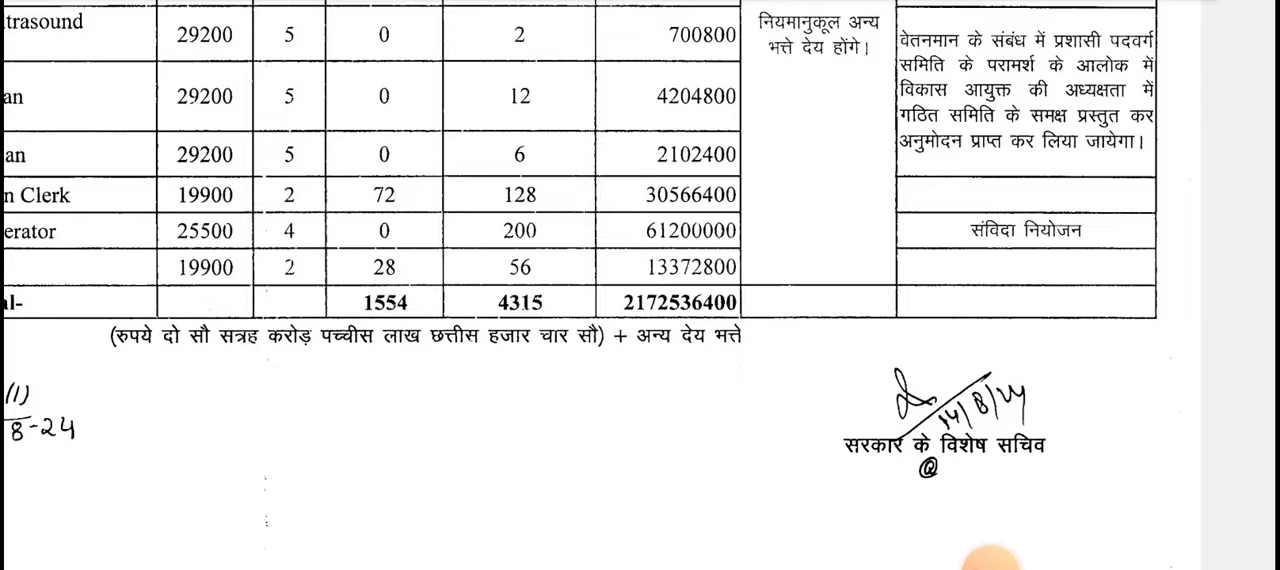 trasound 29200 5 0 2 700800
an 29200 5 0 12 4204800
an 29200 5 0 6 2102400
n Clerk 19900 2 72 128 30566400
erator 25500 4 0 200 61200000
19900 2 28 56 13372800
al- 1554 4315 2172536400
नियमानुकूल अन्य
भत्ते देय होंगे।
वेतनमान के संबंध में प्रशासी पदवर्ग
समिति के परामर्श के आलोक में
विकास आयुक्त की अध्यक्षता में
गठित समिति के समक्ष प्रस्तुत कर
अनुमोदन प्राप्त कर लिया जायेगा।
संविदा नियोजन
(रुपये दो सौ सत्रह करोड़ पच्चीस लाख छत्तीस हजार चार सौ) + अन्य देय भत्ते
(1)
8-24
14/8/24
सरकार के विशेष सचिव
@